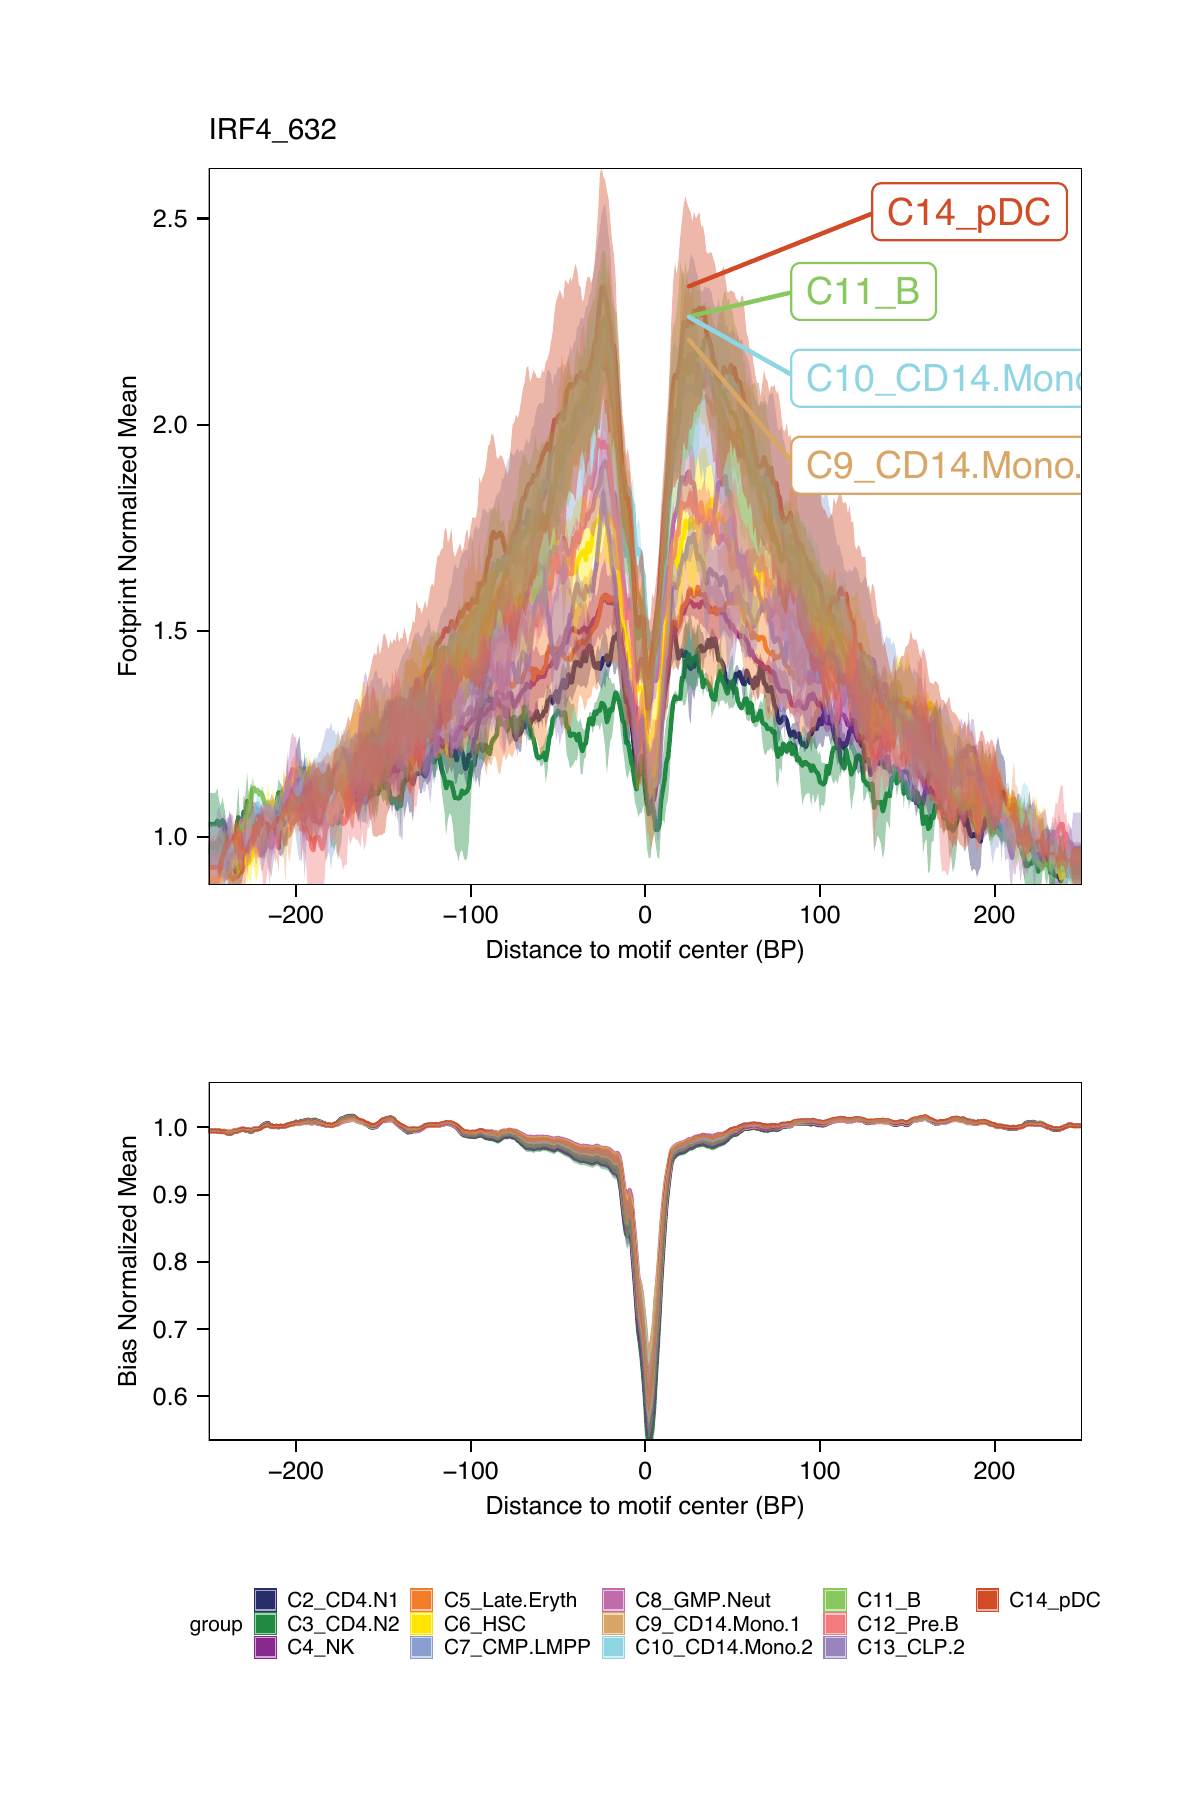 IRF4_632
Footprint Normalized Mean
2.5
2.0
1.5
1.0
C14_pDC
C11_B
C10_CD14.Mono
C9_CD14.Mono.
−200 −100 0 100 200
Distance to motif center (BP)
Bias Normalized Mean
1.0
0.9
0.8
0.7
0.6
−200 −100 0 100 200
Distance to motif center (BP)
group
C2_CD4.N1 C5_Late.Eryth C8_GMP.Neut C11_B C14_pDC
C3_CD4.N2 C6_HSC C9_CD14.Mono.1 C12_Pre.B
C4_NK C7_CMP.LMPP C10_CD14.Mono.2 C13_CLP.2